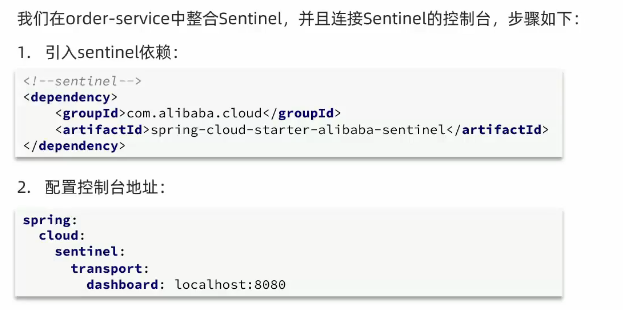 我们在order-service中整合Sentinel，并且连接Sentinel的控制台，步骤如下：
1. 引入sentinel依赖：
<!--sentinel-->
<dependency>
    <groupId>com.alibaba.cloud</groupId>
    <artifactId>spring-cloud-starter-alibaba-sentinel</artifactId>
</dependency>
2. 配置控制台地址：
spring:
  cloud:
    sentinel:
      transport:
        dashboard: localhost:8080